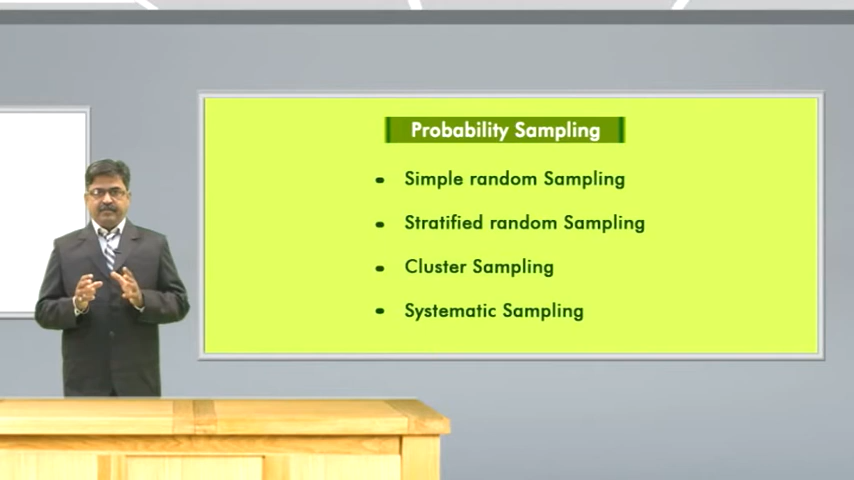 Probability Sampling
Simple random Sampling
Stratified random Sampling
Cluster Sampling
Systematic Sampling